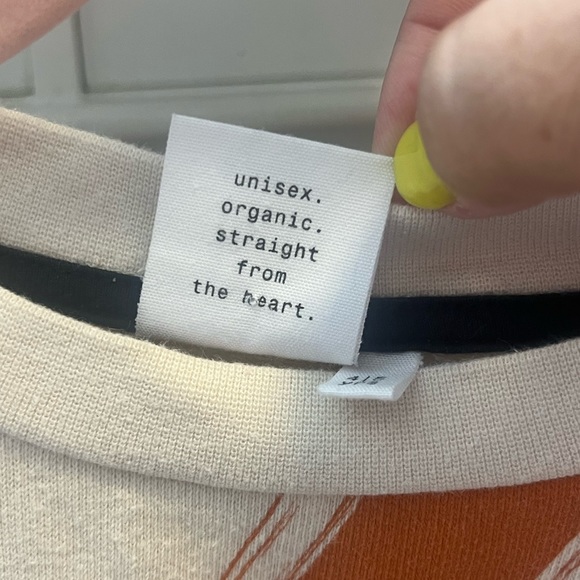 unisex.
organic.
straight
from
the heart.